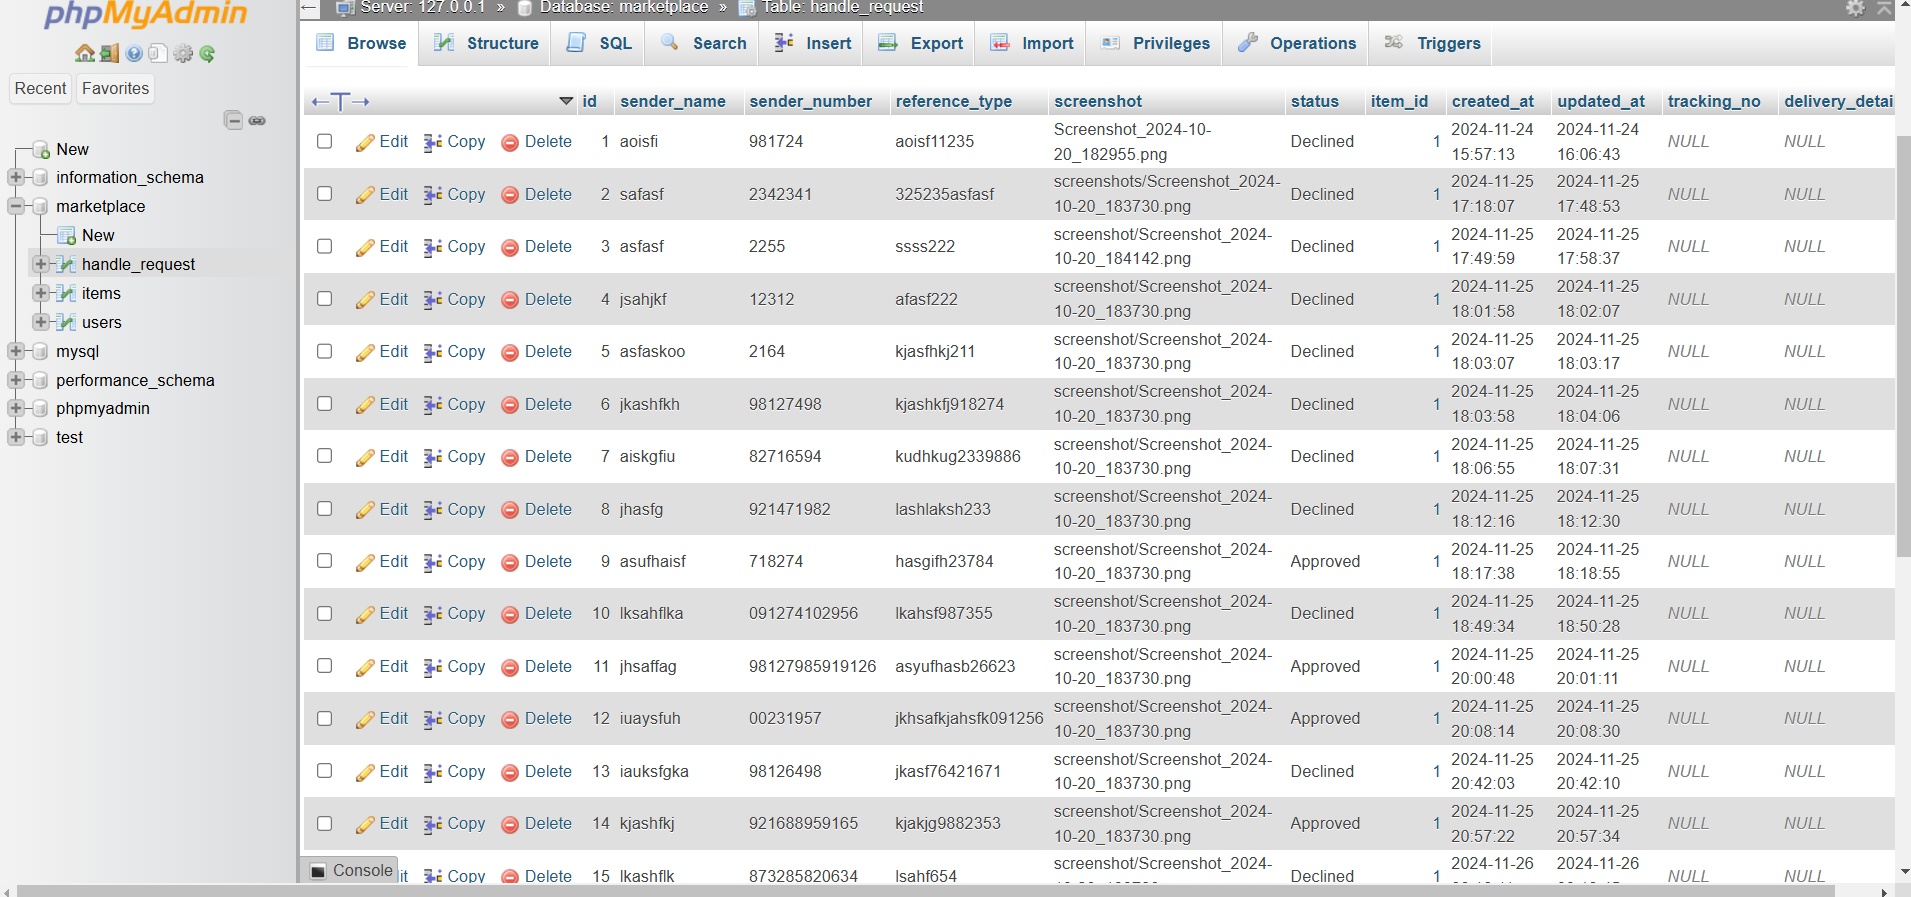 phpMyAdmin
Recent Favorites
New
information_schema
marketplace
New
handle_request
items
users
mysql
performance_schema
phpmyadmin
test
Server: 127.0.0.1 » Database: marketplace » Table: handle_request
Browse Structure SQL Search Insert Export Import Privileges Operations Triggers
id sender_name sender_number reference_type screenshot status item_id created_at updated_at tracking_no delivery_detai
Edit Copy Delete 1 aoisfi 981724 aoisf11235 Screenshot_2024-10-20_182955.png Declined 1 2024-11-24 15:57:13 2024-11-24 16:06:43 NULL NULL
Edit Copy Delete 2 safasf 2342341 325235asfasf screenshots/Screenshot_2024-10-20_183730.png Declined 1 2024-11-25 17:18:07 2024-11-25 17:48:53 NULL NULL
Edit Copy Delete 3 asfasf 2255 ssss222 screenshot/Screenshot_2024-10-20_184142.png Declined 1 2024-11-25 17:49:59 2024-11-25 17:58:37 NULL NULL
Edit Copy Delete 4 jsahjkf 12312 afasf222 screenshot/Screenshot_2024-10-20_183730.png Declined 1 2024-11-25 18:01:58 2024-11-25 18:02:07 NULL NULL
Edit Copy Delete 5 asfaskoo 2164 kjasfhkj211 screenshot/Screenshot_2024-10-20_183730.png Declined 1 2024-11-25 18:03:07 2024-11-25 18:03:17 NULL NULL
Edit Copy Delete 6 jkashfkh 98127498 kjashkfj918274 screenshot/Screenshot_2024-10-20_183730.png Declined 1 2024-11-25 18:03:58 2024-11-25 18:04:06 NULL NULL
Edit Copy Delete 7 aiskgfiu 82716594 kudhkug2339886 screenshot/Screenshot_2024-10-20_183730.png Declined 1 2024-11-25 18:06:55 2024-11-25 18:07:31 NULL NULL
Edit Copy Delete 8 jhasfg 921471982 lashlaksh233 screenshot/Screenshot_2024-10-20_183730.png Declined 1 2024-11-25 18:12:16 2024-11-25 18:12:30 NULL NULL
Edit Copy Delete 9 asufhaisf 718274 hasgifh23784 screenshot/Screenshot_2024-10-20_183730.png Approved 1 2024-11-25 18:17:38 2024-11-25 18:18:55 NULL NULL
Edit Copy Delete 10 lksahflka 091274102956 lkahsf987355 screenshot/Screenshot_2024-10-20_183730.png Declined 1 2024-11-25 18:49:34 2024-11-25 18:50:28 NULL NULL
Edit Copy Delete 11 jhsaffag 98127985919126 asyufhasb26623 screenshot/Screenshot_2024-10-20_183730.png Approved 1 2024-11-25 20:00:48 2024-11-25 20:01:11 NULL NULL
Edit Copy Delete 12 iuaysfuh 00231957 jkhsafkjahsfk091256 screenshot/Screenshot_2024-10-20_183730.png Approved 1 2024-11-25 20:08:14 2024-11-25 20:08:30 NULL NULL
Edit Copy Delete 13 iauksfgka 98126498 jkasf76421671 screenshot/Screenshot_2024-10-20_183730.png Declined 1 2024-11-25 20:42:03 2024-11-25 20:42:10 NULL NULL
Edit Copy Delete 14 kjashfkj 921688959165 kjakjg9882353 screenshot/Screenshot_2024-10-20_183730.png Approved 1 2024-11-25 20:57:22 2024-11-25 20:57:34 NULL NULL
Console it Copy Delete 15 lkashflk 873285820634 lsahf654 screenshot/Screenshot_2024- Declined 1 2024-11-26 2024-11-26 NULL NULL